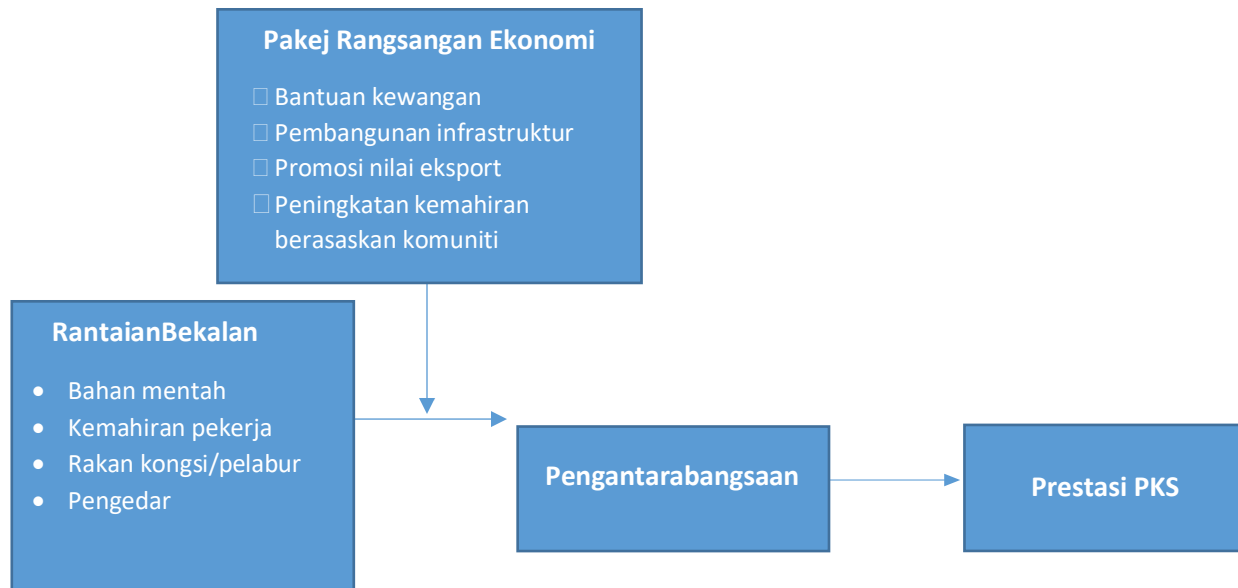 Pakej Rangsangan Ekonomi
□ Bantuan kewangan
□ Pembangunan infrastruktur
□ Promosi nilai eksport
□ Peningkatan kemahiran
berasaskan komuniti
RantaianBekalan
• Bahan mentah
• Kemahiran pekerja
• Rakan kongsi/pelabur
• Pengedar
Pengantarabangsaan
Prestasi PKS